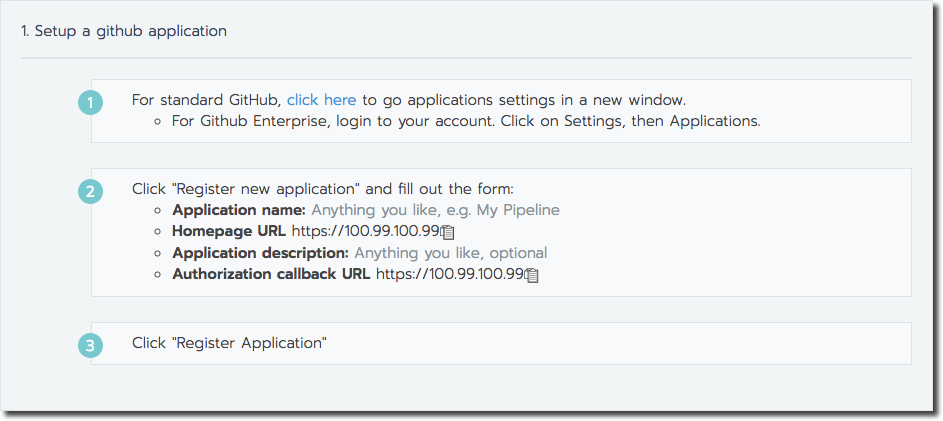 1. Setup a github application
1
For standard GitHub, click here to go applications settings in a new window.
For Github Enterprise, login to your account. Click on Settings, then Applications.
2
Click "Register new application" and fill out the form:
Application name: Anything you like, e.g. My Pipeline
Homepage URL https://100.99.100.99
Application description: Anything you like, optional
Authorization callback URL https://100.99.100.99
3
Click "Register Application"